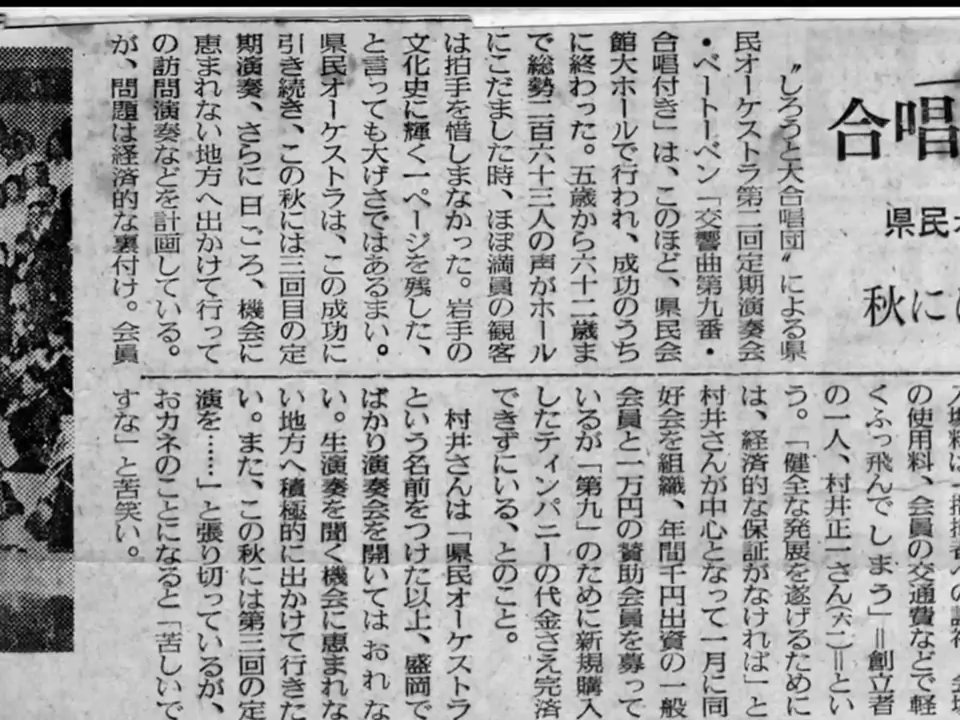 合唱
県民オ
秋に
〝しろうと大合唱団〟による県
民オーケストラ第二回定期演奏会
・ベートーベン「交響曲第九番・
合唱付き」は、このほど、県民会
館大ホールで行われ、成功のうち
に終わった。五歳から六十二歳ま
で総勢二百六十三人の声がホール
にこだました時、ほぼ満員の観客
は拍手を惜しまなかった。岩手の
文化史に輝く一ページを残した、
と言っても大げさではあるまい。
県民オーケストラは、この成功に
引き続き、この秋には三回目の定
期演奏、さらに日ごろ、機会に
恵まれない地方へ出かけて行って
の訪問演奏などを計画している。
が、問題は経済的な裏付け。会員
の使用料、会員の交通費などで軽
くふっ飛んでしまう」＝創立者
の一人、村井正一さん(六二)＝とい
う。「健全な発展を遂げるために
は、経済的な保証がなければ」と
村井さんが中心となって一月に同
好会を組織、年間千円出資の一般
会員と一万円の賛助会員を募って
いるが「第九」のために新規購入
したティンパニーの代金さえ完済
できずにいる、とのこと。
村井さんは「県民オーケストラ
という名前をつけた以上、盛岡で
ばかり演奏会を開いてはおれな
い。生演奏を聞く機会に恵まれな
い地方へ積極的に出かけて行きた
い。また、この秋には第三回の定
演を……」と張り切っているが、
おカネのことになると「苦しいで
すな」と苦笑い。